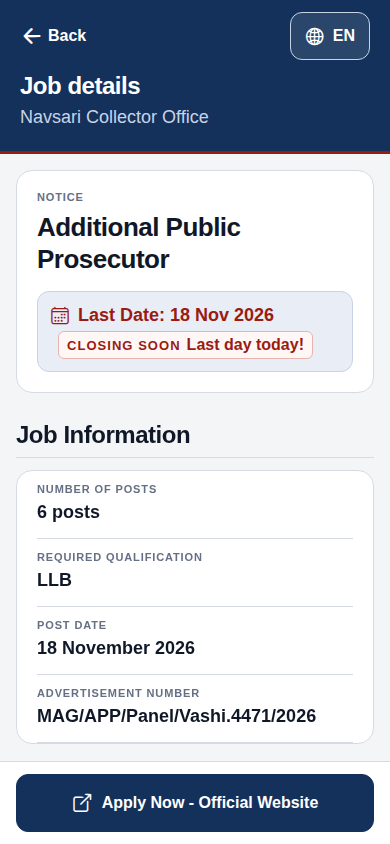 Back
EN
Job details
Navsari Collector Office
NOTICE
Additional Public
Prosecutor
Last Date: 18 Nov 2026
CLOSING SOON Last day today!
Job Information
NUMBER OF POSTS
6 posts
REQUIRED QUALIFICATION
LLB
POST DATE
18 November 2026
ADVERTISEMENT NUMBER
MAG/APP/Panel/Vashi.4471/2026
Apply Now - Official Website